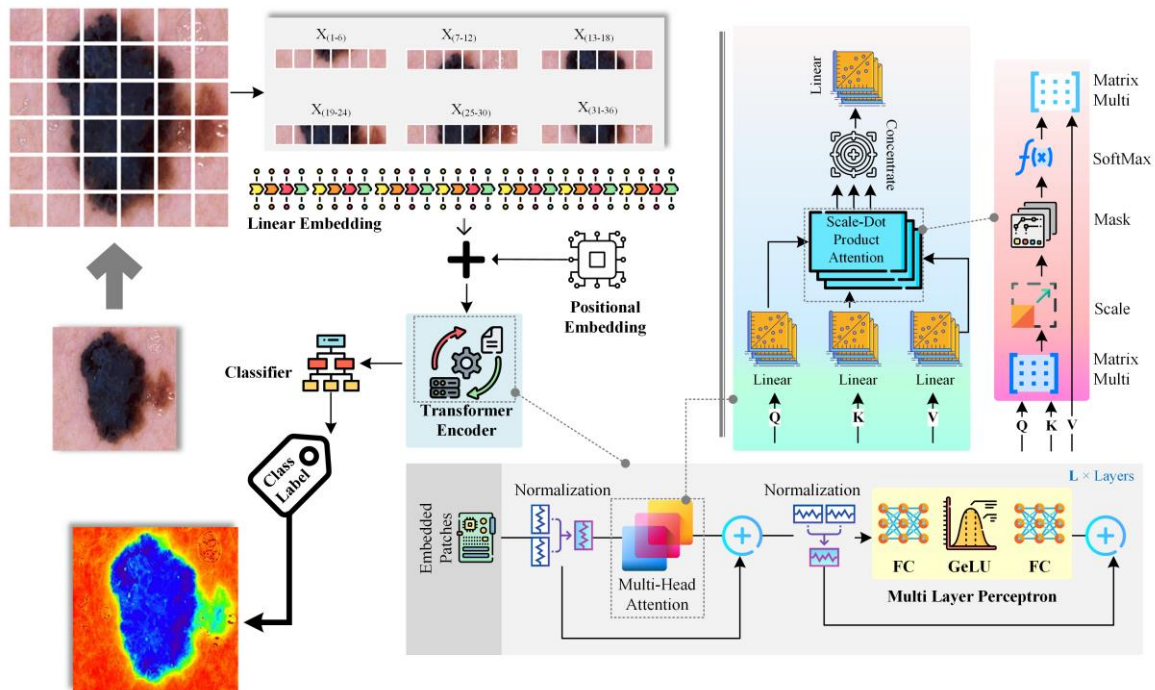 X(1-6)
X(7-12)
X(13-18)
X(19-24)
X(25-30)
X(31-36)
Linear Embedding
Positional
Embedding
Classifier
Transformer
Encoder
Class
Label
Linear
Concentrate
Scale-Dot
Product
Attention
Linear
Linear
Linear
Q
K
V
Matrix
Multi
f(x)
SoftMax
Mask
Scale
Matrix
Multi
Q
K
V
L × Layers
Embedded
Patches
Normalization
Multi-Head
Attention
Normalization
FC
GeLU
FC
Multi Layer Perceptron